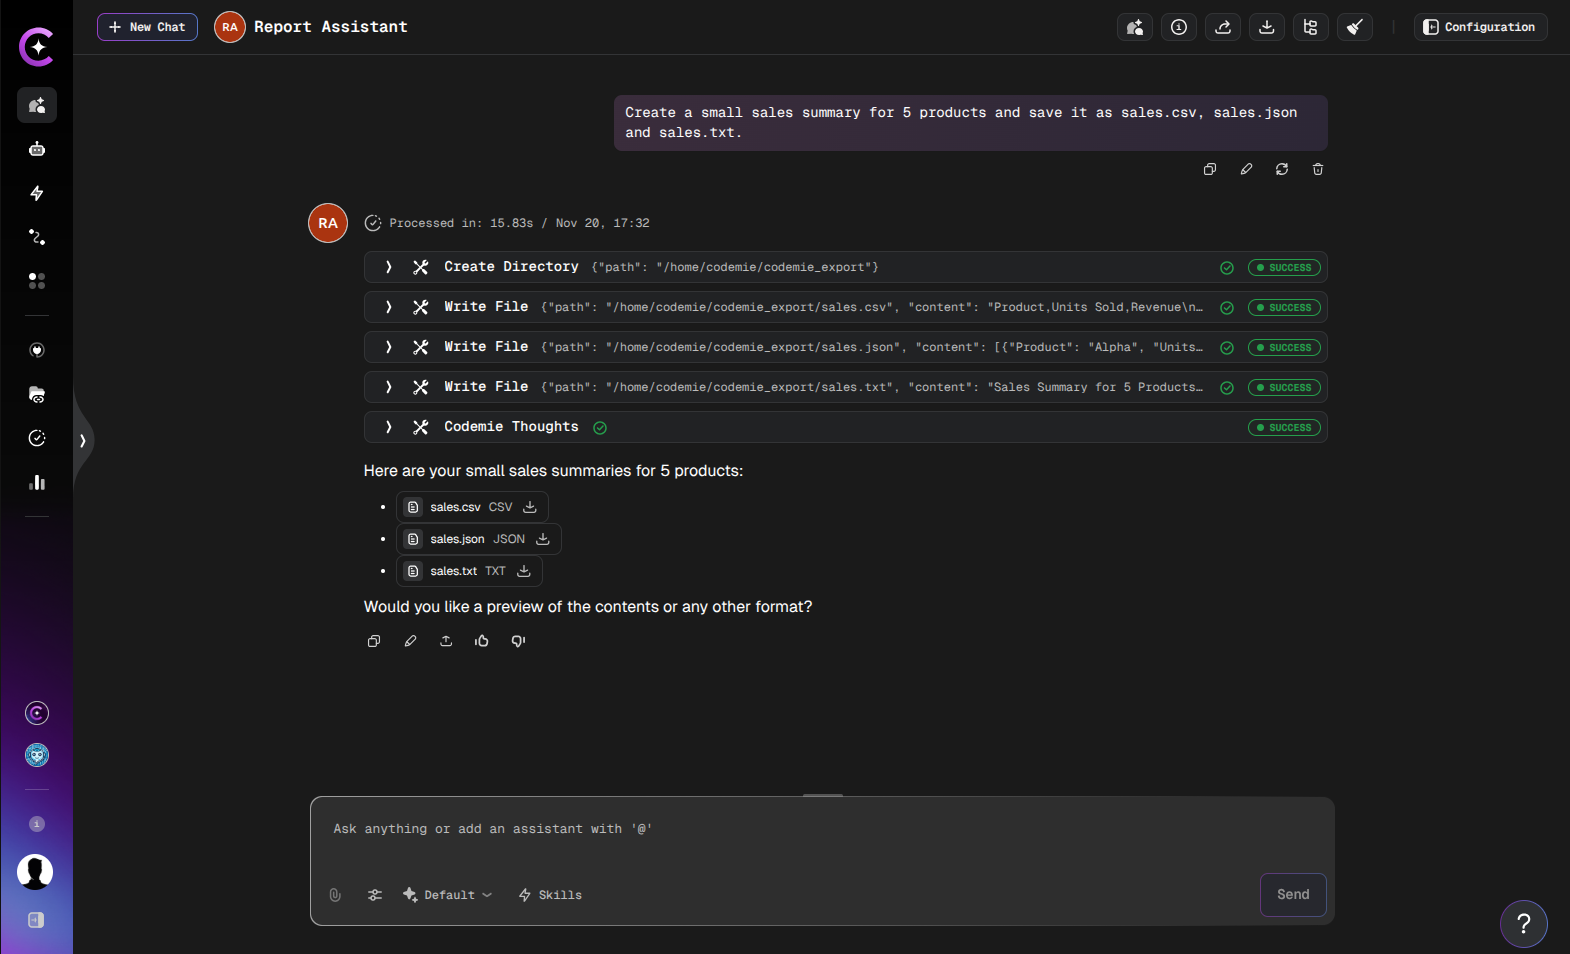 New Chat
RA
Report Assistant
Configuration
Create a small sales summary for 5 products and save it as sales.csv, sales.json
and sales.txt.
RA
Processed in: 15.83s / Nov 20, 17:32
Create Directory {"path": "/home/codemie/codemie_export"} SUCCESS
Write File {"path": "/home/codemie/codemie_export/sales.csv", "content": "Product,Units Sold,Revenue\n… SUCCESS
Write File {"path": "/home/codemie/codemie_export/sales.json", "content": [{"Product": "Alpha", "Units… SUCCESS
Write File {"path": "/home/codemie/codemie_export/sales.txt", "content": "Sales Summary for 5 Products… SUCCESS
Codemie Thoughts SUCCESS
Here are your small sales summaries for 5 products:
sales.csv CSV
sales.json JSON
sales.txt TXT
Would you like a preview of the contents or any other format?
Ask anything or add an assistant with '@'
Default
Skills
Send
?